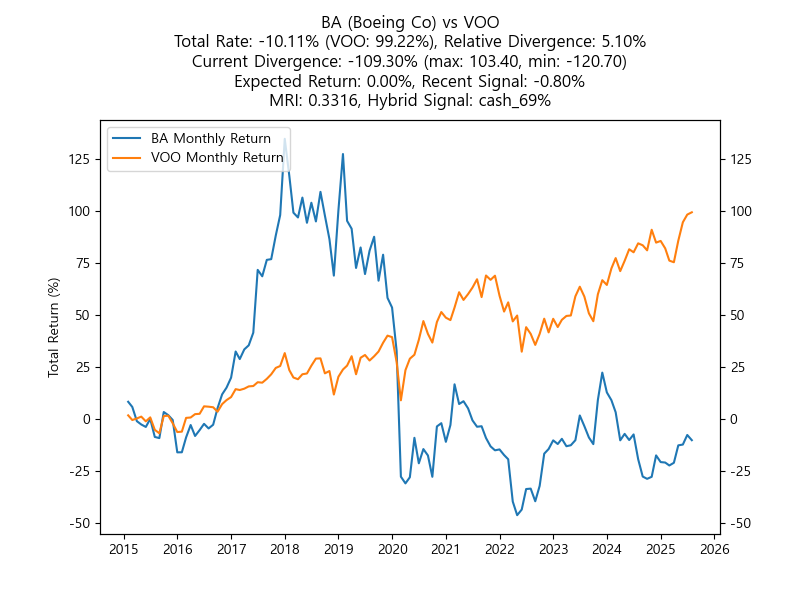 BA (Boeing Co) vs VOO
Total Rate: -10.11% (VOO: 99.22%), Relative Divergence: 5.10%
Current Divergence: -109.30% (max: 103.40, min: -120.70)
Expected Return: 0.00%, Recent Signal: -0.80%
MRI: 0.3316, Hybrid Signal: cash_69%
BA Monthly Return
VOO Monthly Return
Total Return (%)
125
100
75
50
25
0
-25
-50
125
100
75
50
25
0
-25
-50
2015 2016 2017 2018 2019 2020 2021 2022 2023 2024 2025 2026